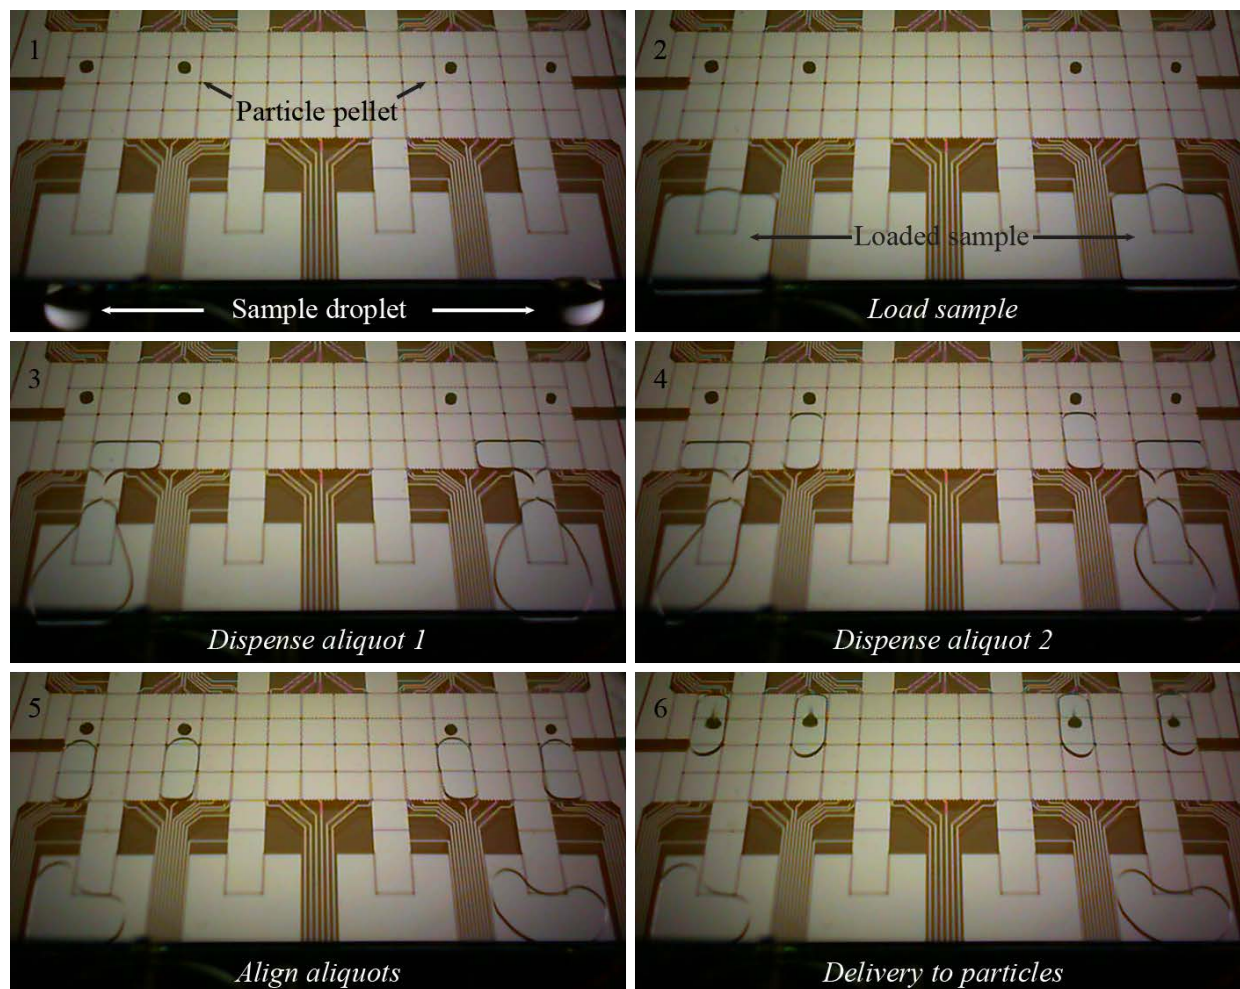 1
Particle pellet
Sample droplet
2
Loaded sample
Load sample
3
Dispense aliquot 1
4
Dispense aliquot 2
5
Align aliquots
6
Delivery to particles